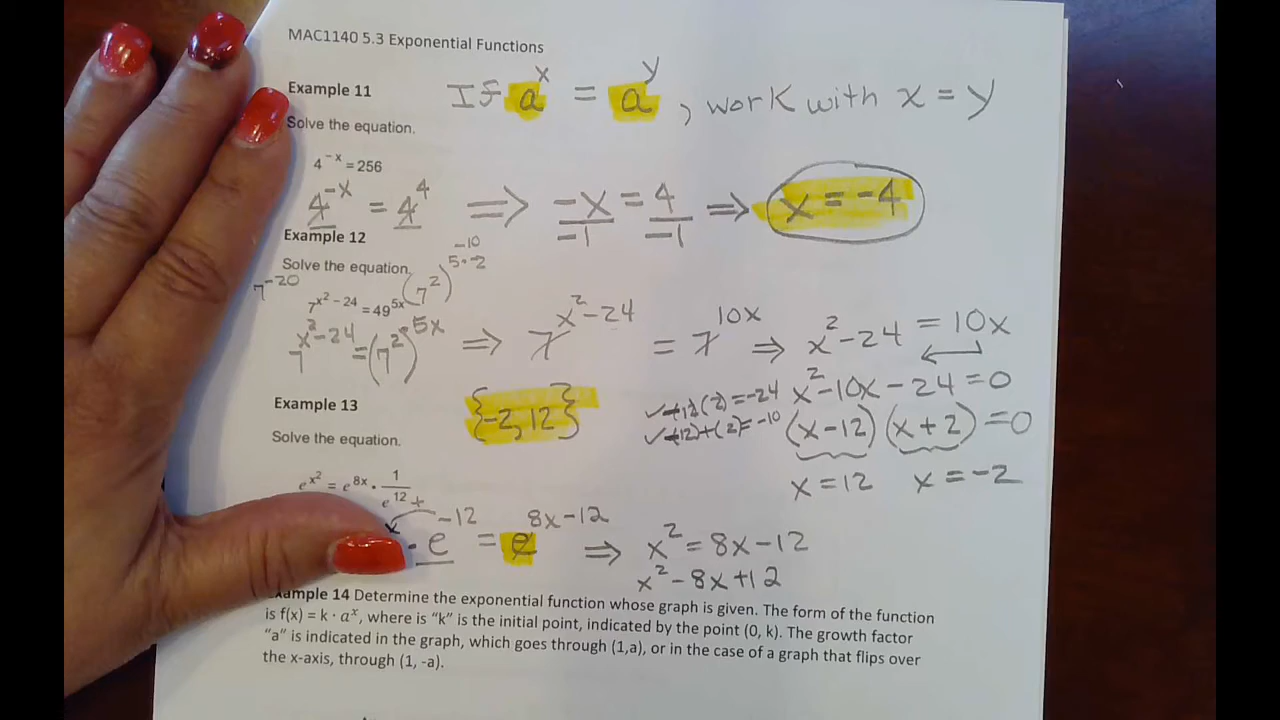 MAC1140 5.3 Exponential Functions
Example 11
If a^x = a^y, work with x = y
Solve the equation.
4^-x = 256
4^-x = 4^4 ⇒ -x/-1 = 4/-1 ⇒ x = -4
Example 12
Solve the equation.
7^-20 (7^2)^5·-2 -10
7^x²-24 = 49^5x
7^x²-24 = (7^2)^5x ⇒ 7^x²-24 = 7^10x ⇒ x²-24 = 10x
x²-10x-24=0
✓-12(2)=-24
✓-12)+(2)=-10
(x-12)(x+2)=0
x=12 x=-2
{-2,12}
Example 13
Solve the equation.
e^x² = e^8x · 1/e^12
· e^-12 = e^8x-12 ⇒ x² = 8x-12
x²-8x+12
Example 14 Determine the exponential function whose graph is given. The form of the function
is f(x) = k · a^x, where is “k” is the initial point, indicated by the point (0, k). The growth factor
“a” is indicated in the graph, which goes through (1,a), or in the case of a graph that flips over
the x-axis, through (1, -a).